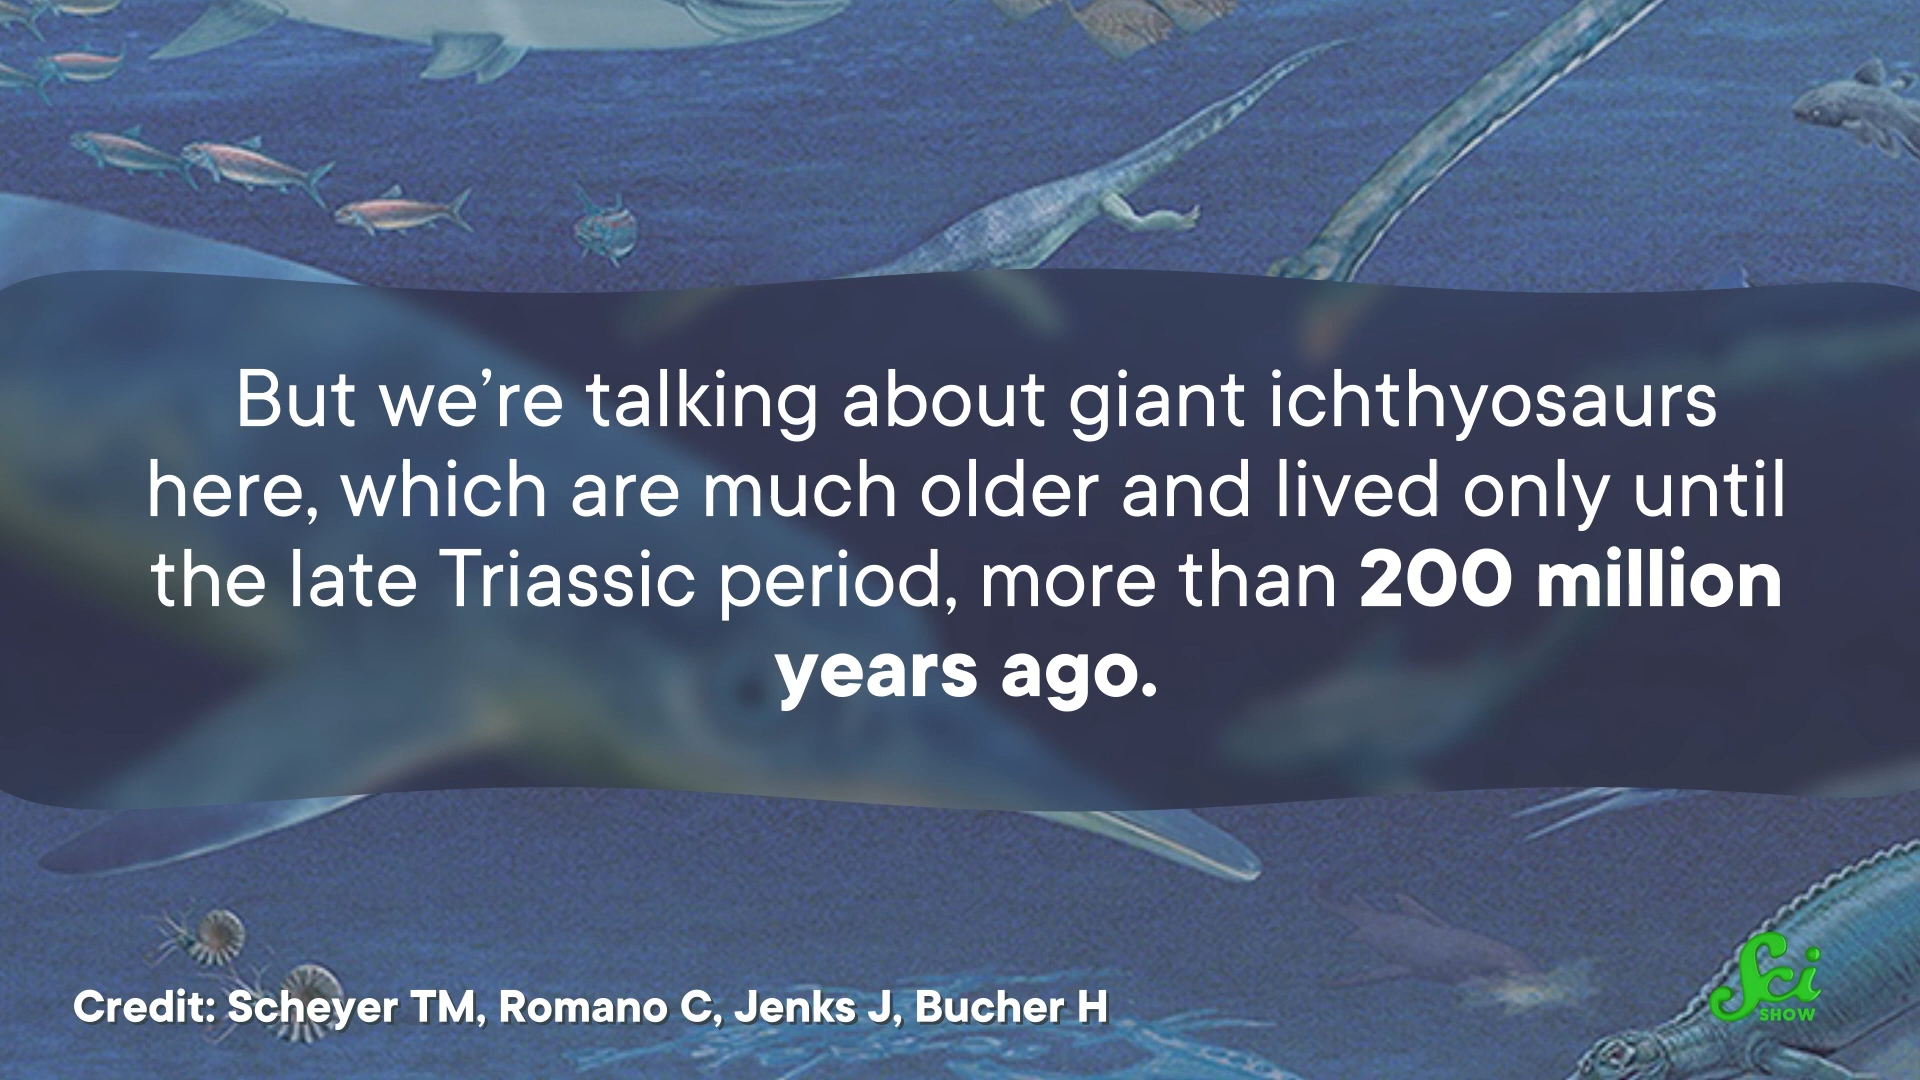 But we’re talking about giant ichthyosaurs
here, which are much older and lived only until
the late Triassic period, more than 200 million
years ago.
Credit: Scheyer TM, Romano C, Jenks J, Bucher H
Sci
SHOW